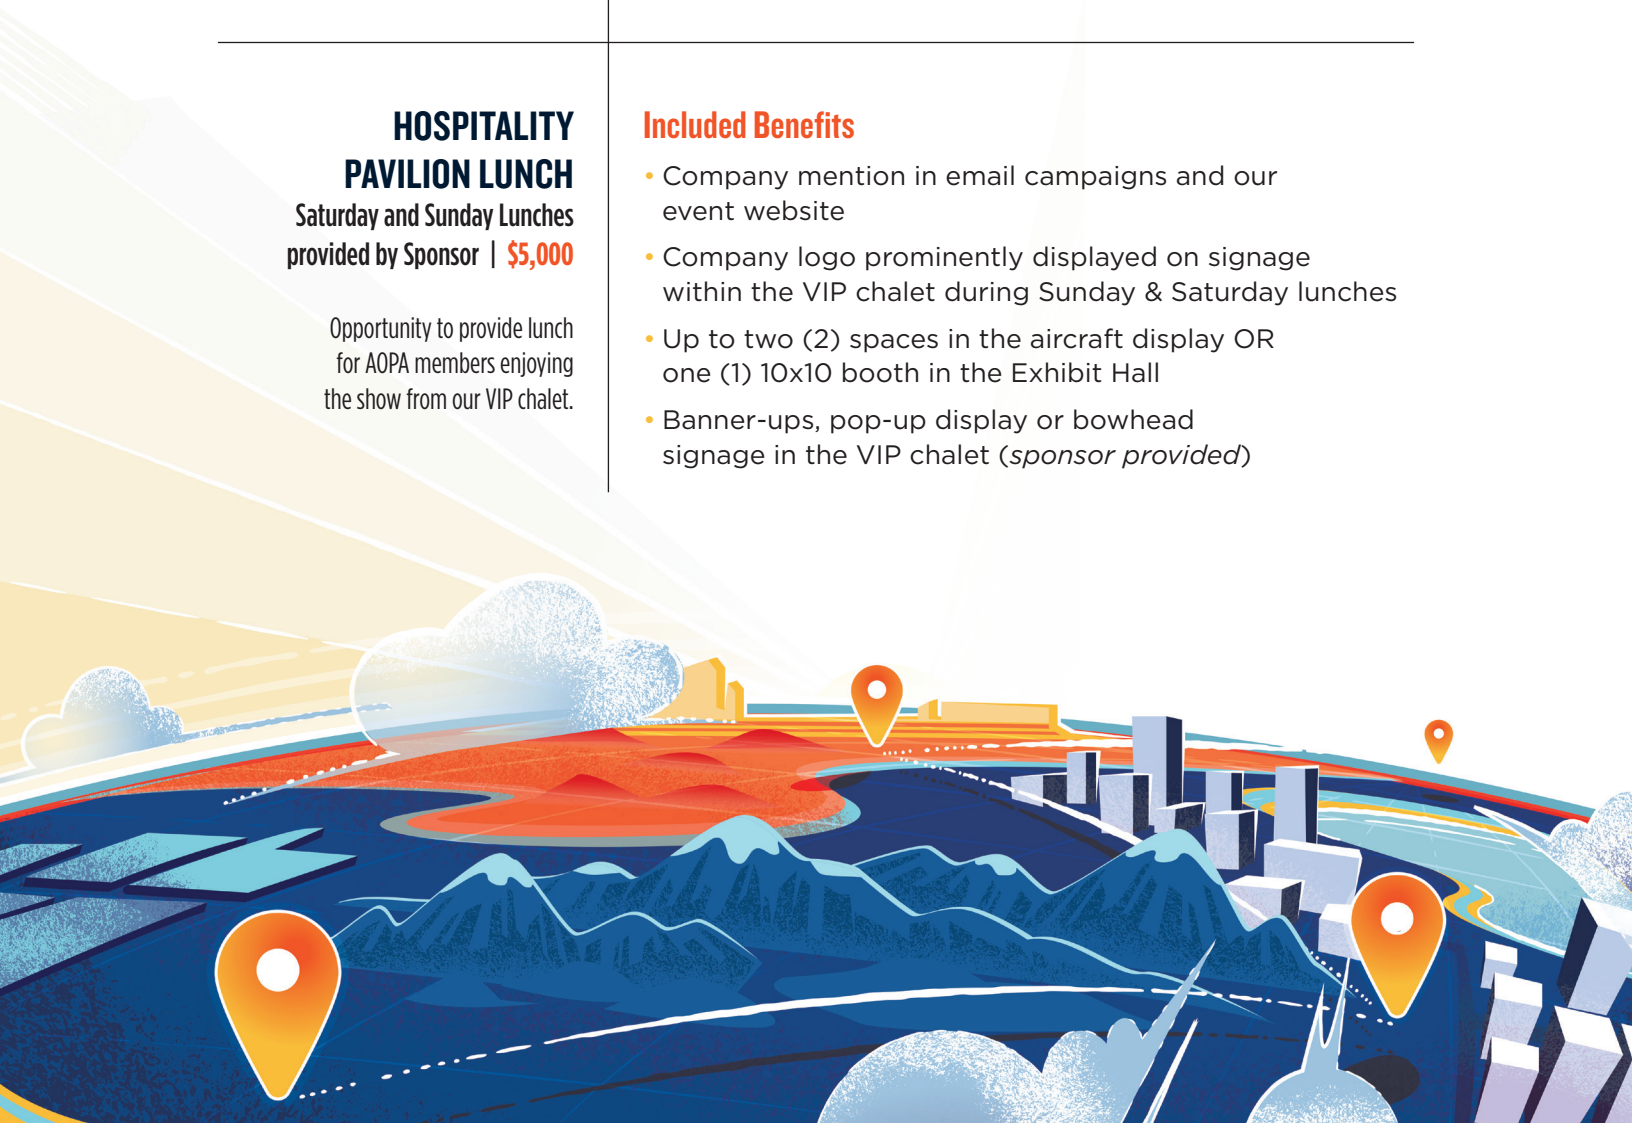 HOSPITALITY
PAVILION LUNCH
Saturday and Sunday Lunches
provided by Sponsor | $5,000
Opportunity to provide lunch
for AOPA members enjoying
the show from our VIP chalet.
Included Benefits
• Company mention in email campaigns and our
event website
• Company logo prominently displayed on signage
within the VIP chalet during Sunday & Saturday lunches
• Up to two (2) spaces in the aircraft display OR
one (1) 10x10 booth in the Exhibit Hall
• Banner-ups, pop-up display or bowhead
signage in the VIP chalet (sponsor provided)